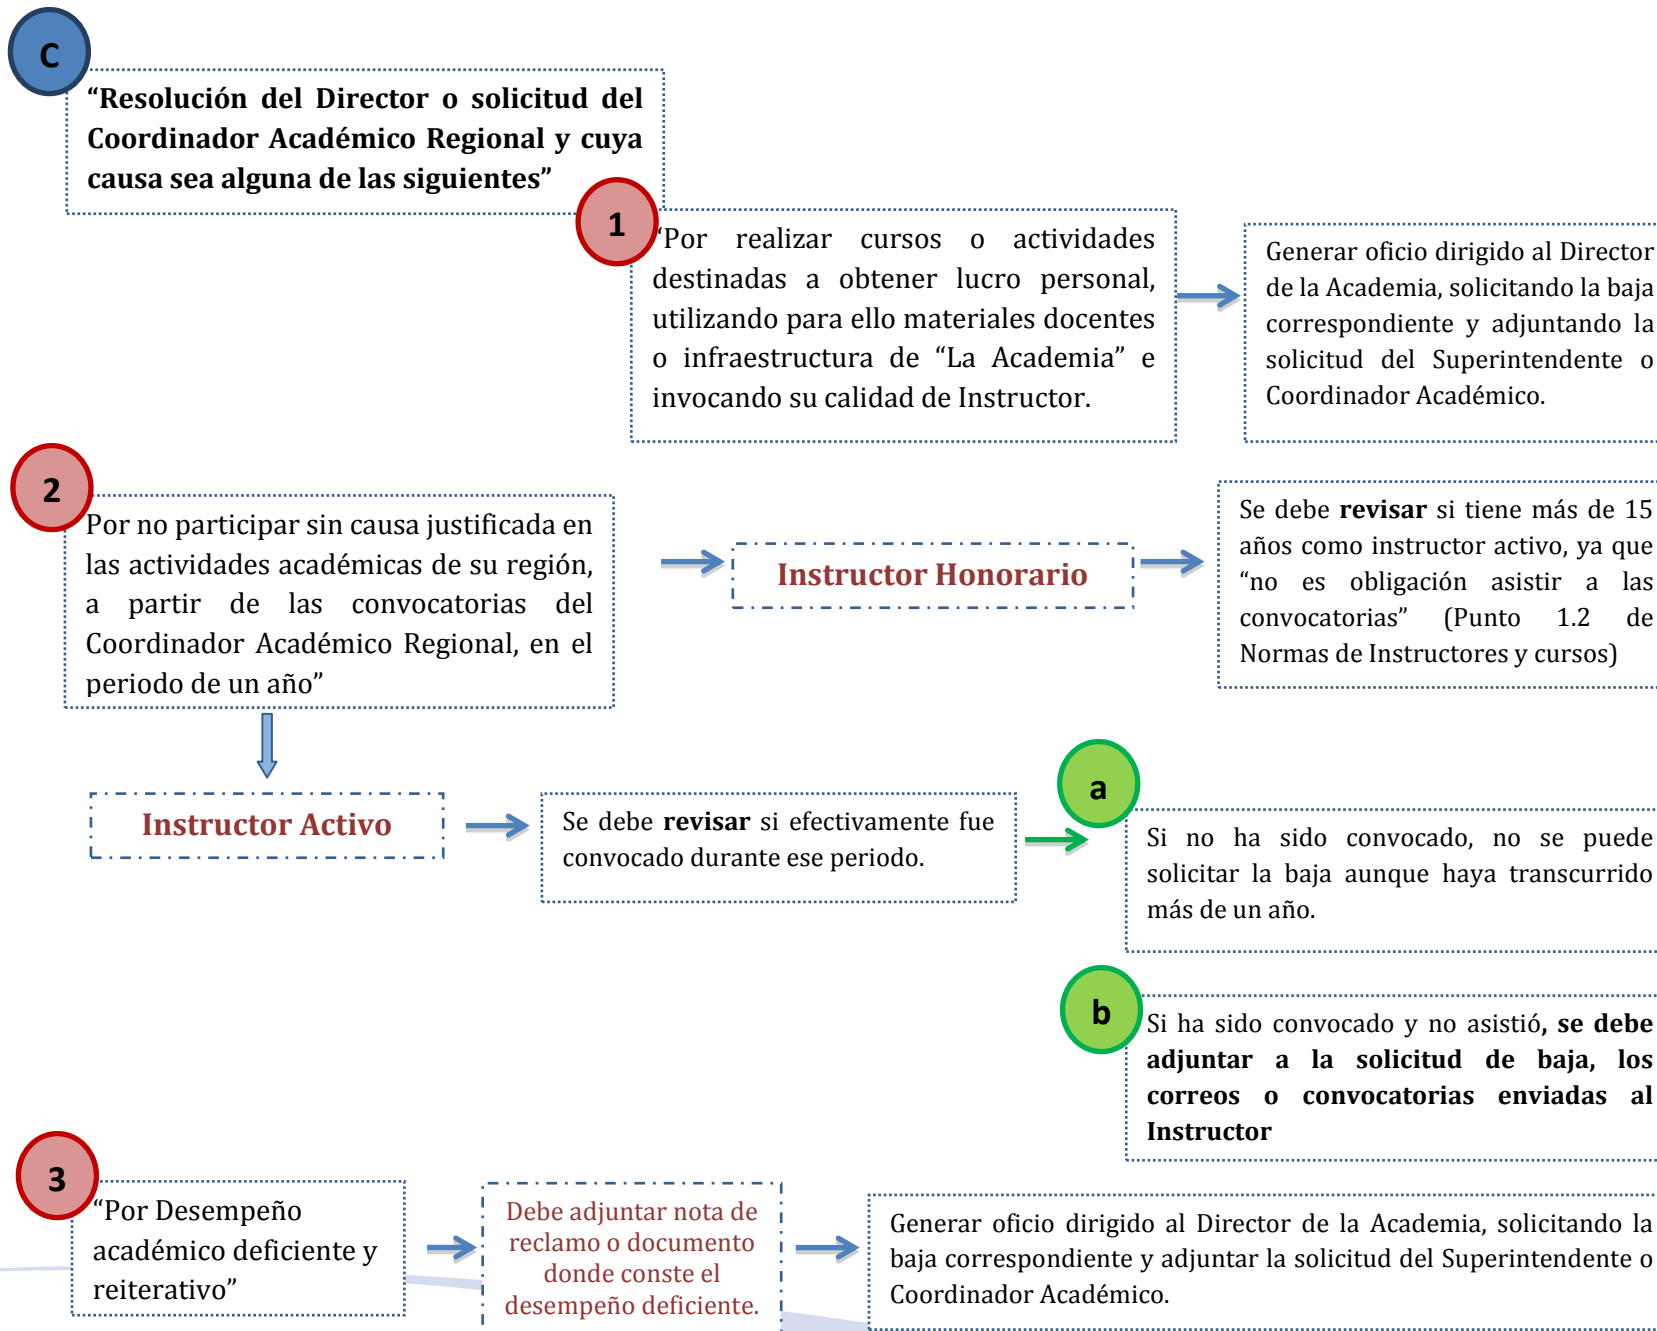 C
“Resolución del Director o solicitud del
Coordinador Académico Regional y cuya
causa sea alguna de las siguientes”
1
“Por realizar cursos o actividades
destinadas a obtener lucro personal,
utilizando para ello materiales docentes
o infraestructura de “La Academia” e
invocando su calidad de Instructor.
Generar oficio dirigido al Director
de la Academia, solicitando la baja
correspondiente y adjuntando la
solicitud del Superintendente o
Coordinador Académico.
2
Por no participar sin causa justificada en
las actividades académicas de su región,
a partir de las convocatorias del
Coordinador Académico Regional, en el
periodo de un año”
Instructor Honorario
Se debe revisar si tiene más de 15
años como instructor activo, ya que
“no es obligación asistir a las
convocatorias” (Punto 1.2 de
Normas de Instructores y cursos)
Instructor Activo
Se debe revisar si efectivamente fue
convocado durante ese periodo.
a
Si no ha sido convocado, no se puede
solicitar la baja aunque haya transcurrido
más de un año.
b
Si ha sido convocado y no asistió, se debe
adjuntar a la solicitud de baja, los
correos o convocatorias enviadas al
Instructor
3
“Por Desempeño
académico deficiente y
reiterativo”
Debe adjuntar nota de
reclamo o documento
donde conste el
desempeño deficiente.
Generar oficio dirigido al Director de la Academia, solicitando la
baja correspondiente y adjuntar la solicitud del Superintendente o
Coordinador Académico.